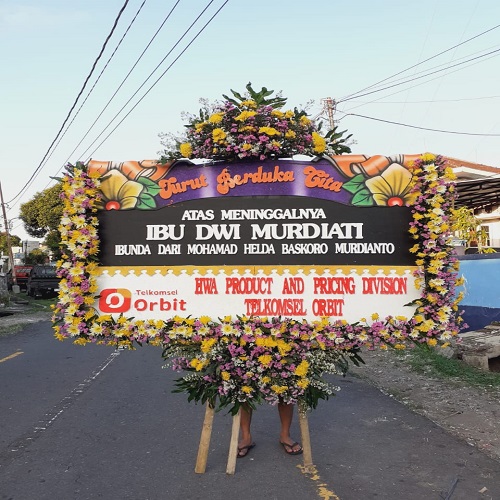 Turut Berduka Cita
ATAS MENINGGALNYA
IBU DWI MURDIATI
IBUNDA DARI MOHAMAD HELDA BASKORO MURDIANTO
Telkomsel
Orbit
HWA PRODUCT AND PRICING DIVISION
TELKOMSEL ORBIT